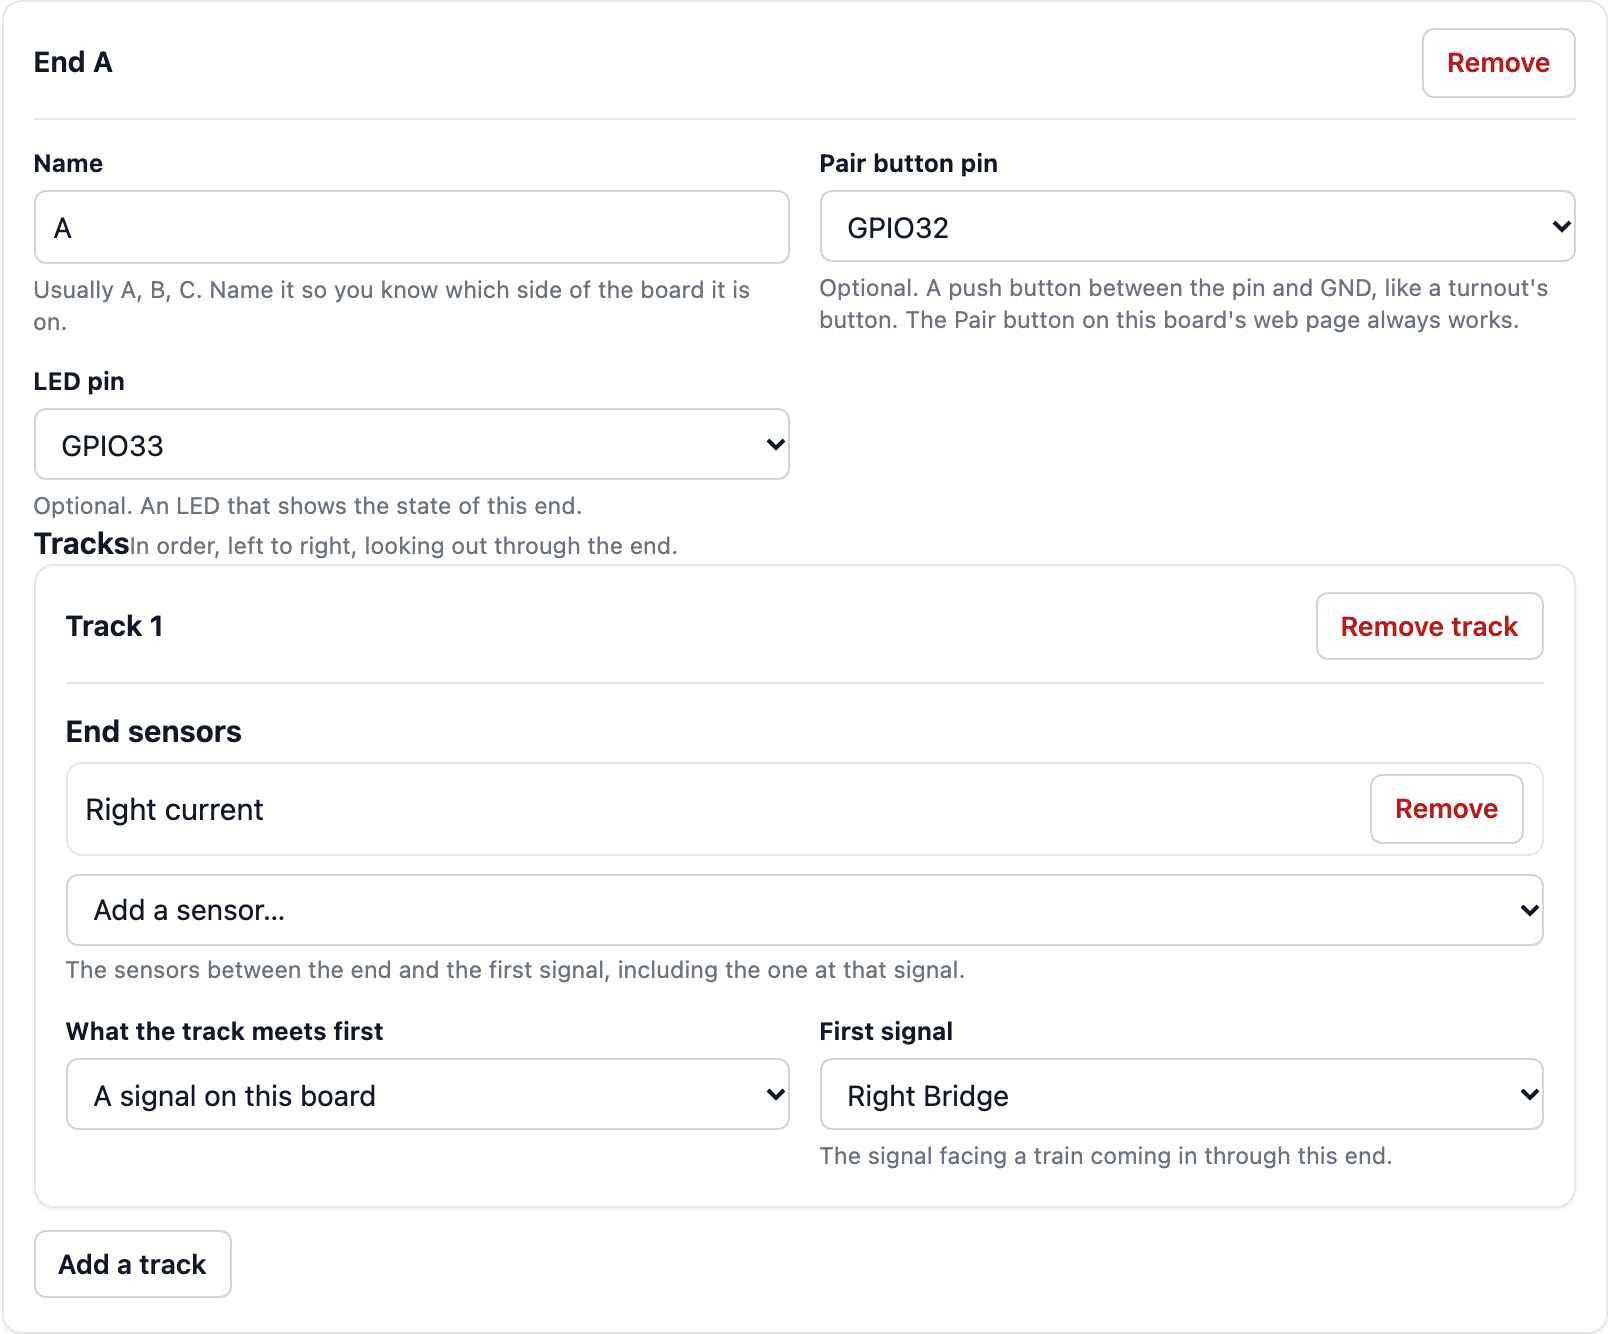 End A
Remove
Name
Pair button pin
A
GPIO32
Usually A, B, C. Name it so you know which side of the board it is
on.
Optional. A push button between the pin and GND, like a turnout's
button. The Pair button on this board's web page always works.
LED pin
GPIO33
Optional. An LED that shows the state of this end.
Tracks In order, left to right, looking out through the end.
Track 1
Remove track
End sensors
Right current
Remove
Add a sensor...
The sensors between the end and the first signal, including the one at that signal.
What the track meets first
First signal
A signal on this board
Right Bridge
The signal facing a train coming in through this end.
Add a track